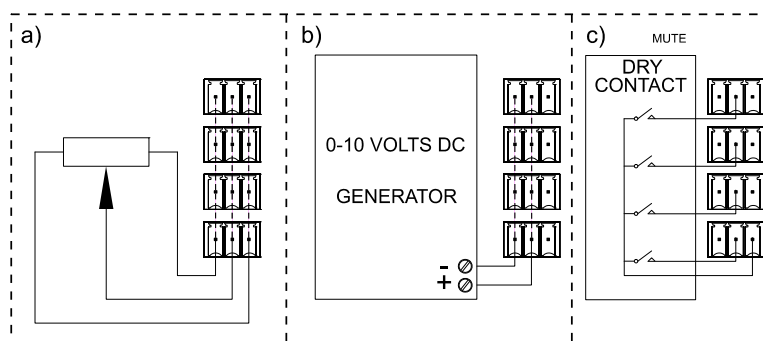 a)
b)
0-10 VOLTS DC
GENERATOR
-
+
c)
MUTE
DRY
CONTACT